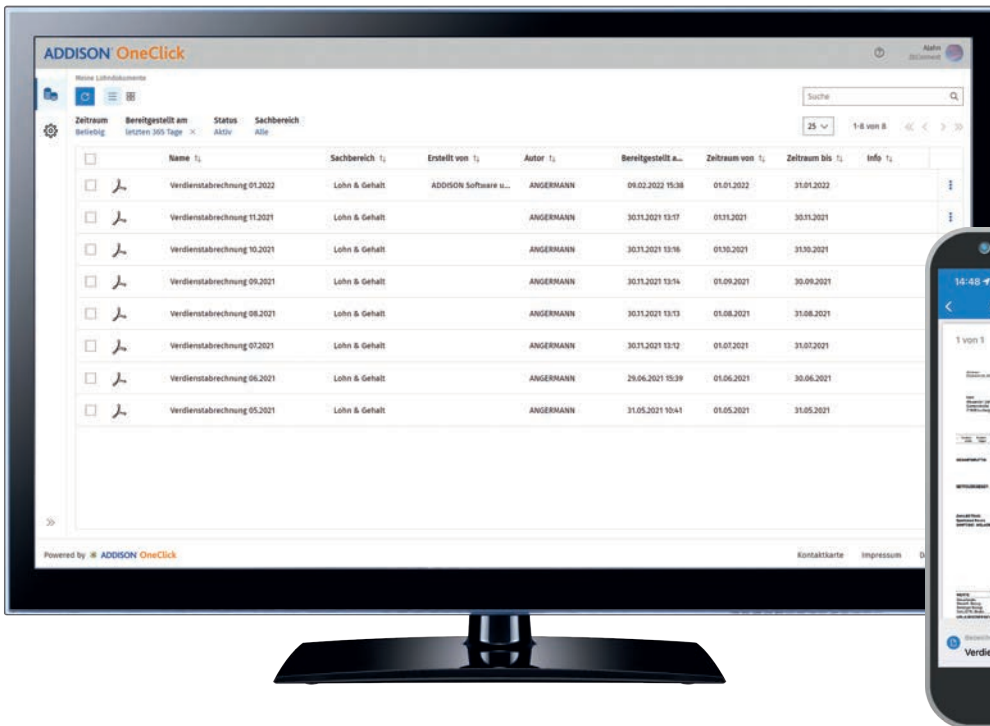 ADDISON OneClick
Meine Lohndokumente
Suche
Zeitraum Bereitgestellt am Status Sachbereich
Beliebig letzten 365 Tage × Aktiv Alle
25 1-8 von 8
Name Sachbereich Erstellt von Autor Bereitgestellt a... Zeitraum von Zeitraum bis Info
Verdienstabrechnung 01.2022 Lohn & Gehalt ADDISON Software u... ANGERMANN 09.02.2022 15:38 01.01.2022 31.01.2022
Verdienstabrechnung 11.2021 Lohn & Gehalt ANGERMANN 30.11.2021 13:17 01.11.2021 30.11.2021
Verdienstabrechnung 10.2021 Lohn & Gehalt ANGERMANN 30.11.2021 13:16 01.10.2021 31.10.2021
Verdienstabrechnung 09.2021 Lohn & Gehalt ANGERMANN 30.11.2021 13:14 01.09.2021 30.09.2021
Verdienstabrechnung 08.2021 Lohn & Gehalt ANGERMANN 30.11.2021 13:13 01.08.2021 31.08.2021
Verdienstabrechnung 07.2021 Lohn & Gehalt ANGERMANN 30.11.2021 13:12 01.07.2021 31.07.2021
Verdienstabrechnung 06.2021 Lohn & Gehalt ANGERMANN 29.06.2021 15:39 01.06.2021 30.06.2021
Verdienstabrechnung 05.2021 Lohn & Gehalt ANGERMANN 31.05.2021 10:41 01.05.2021 31.05.2021
Powered by ADDISON OneClick
Kontaktkarte Impressum D
14:48
1 von 1
Verdie